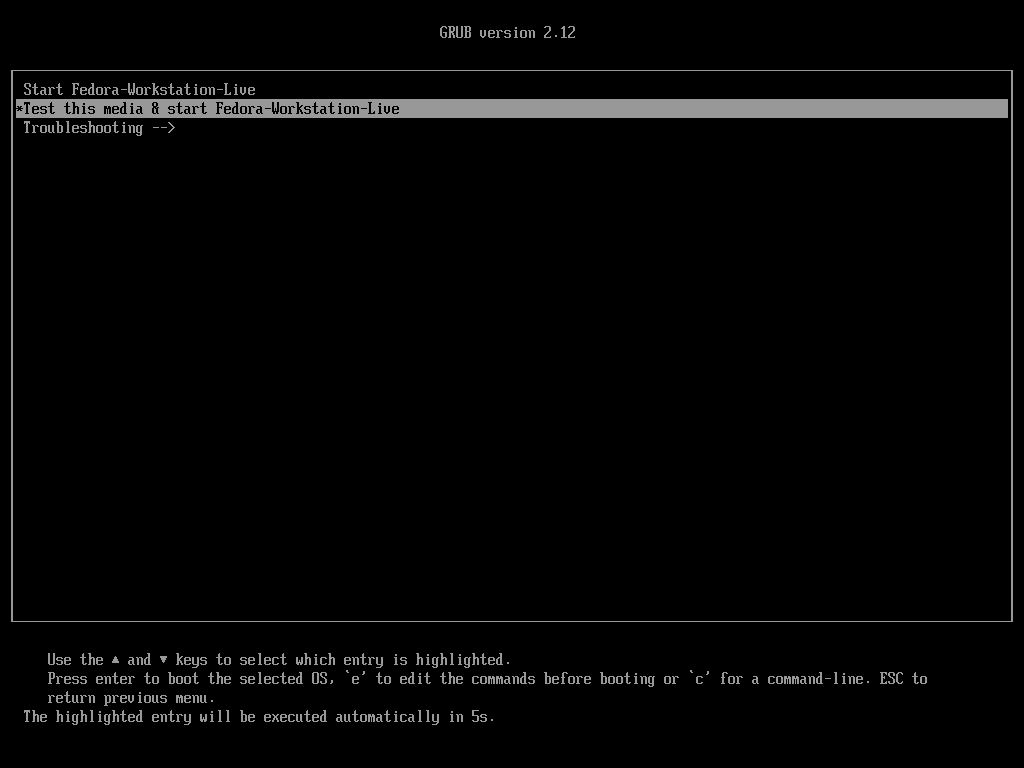 GRUB version 2.12
Start Fedora-Workstation-Live
*Test this media & start Fedora-Workstation-Live
Troubleshooting -->
Use the ▲ and ▼ keys to select which entry is highlighted.
Press enter to boot the selected OS, `e' to edit the commands before booting or `c' for a command-line. ESC to
return previous menu.
The highlighted entry will be executed automatically in 5s.